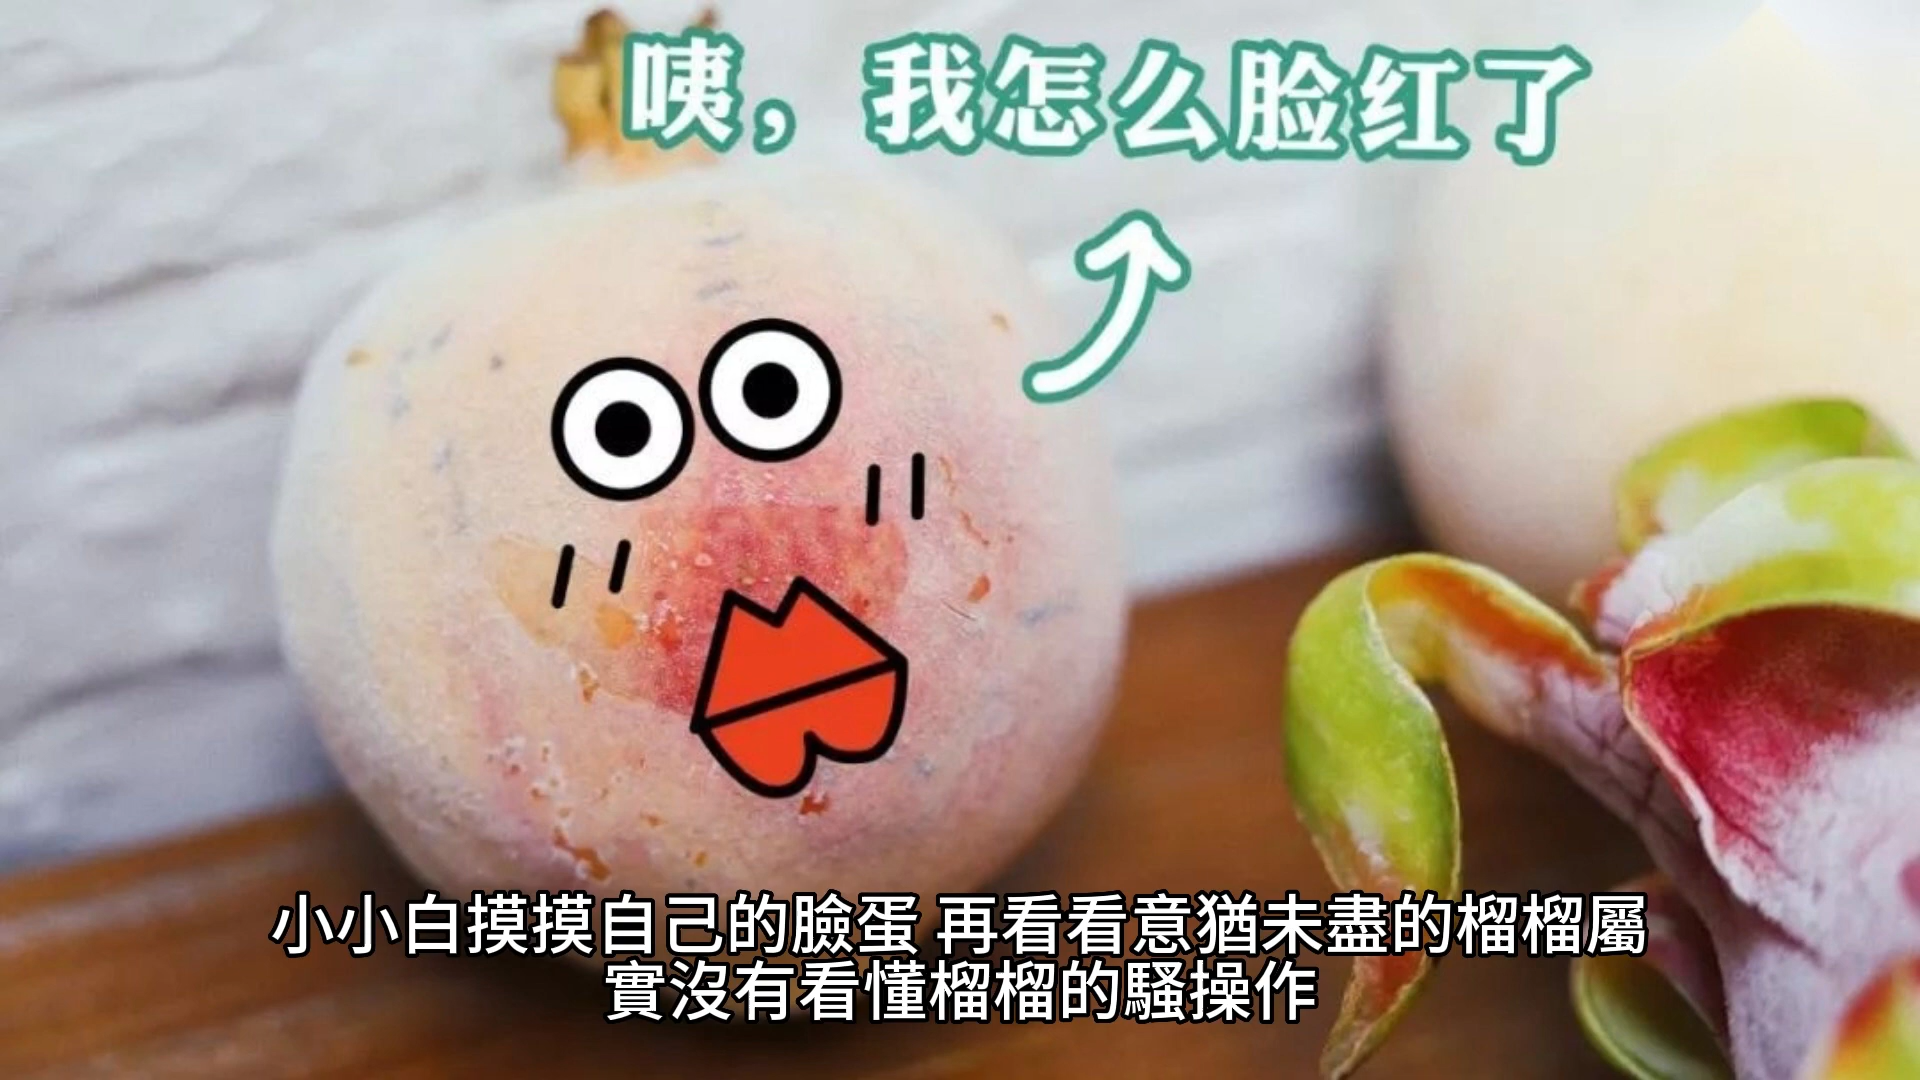 咦，我怎么脸红了
小小白摸摸自己的臉蛋 再看看意猶未盡的榴榴屬
實沒有看懂榴榴的騷操作